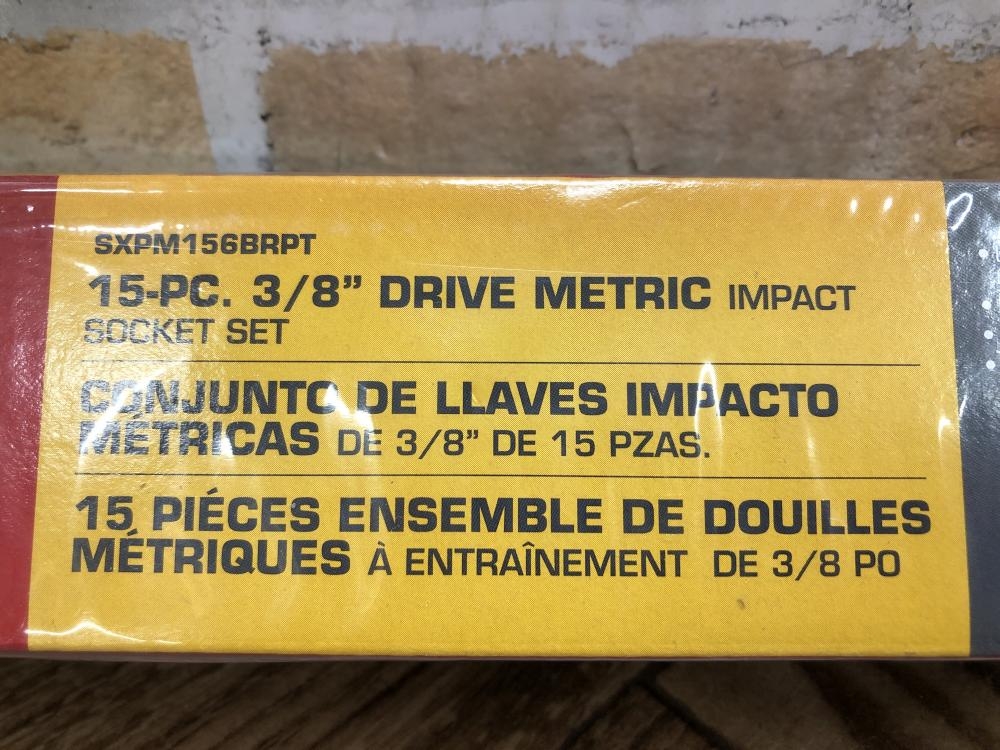 SXPM156BRPT
15-PC. 3/8” DRIVE METRIC IMPACT
SOCKET SET
CONJUNTO DE LLAVES IMPACTO
MÉTRICAS DE 3/8” DE 15 PZAS.
15 PIÉCES ENSEMBLE DE DOUILLES
MÉTRIQUES À ENTRAÎNEMENT DE 3/8 PO